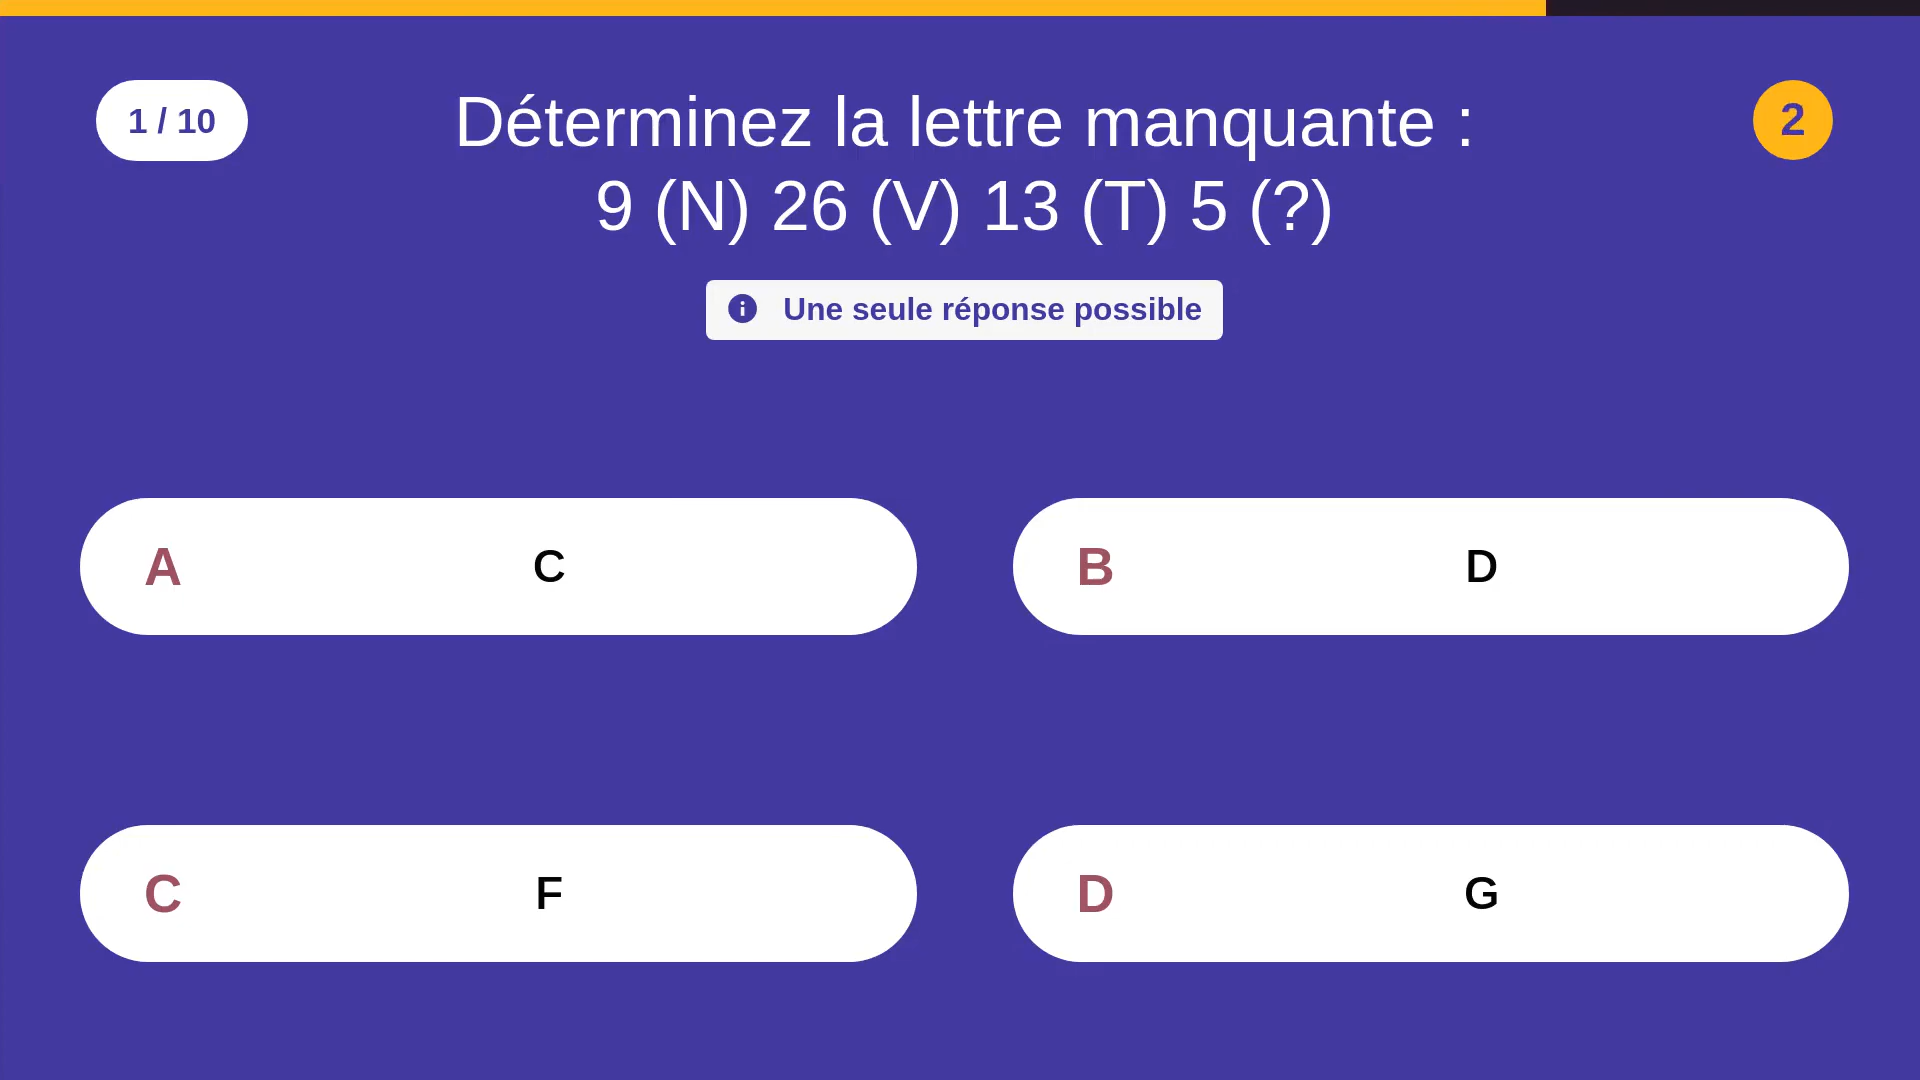 1 / 10
Déterminez la lettre manquante :
2
9 (N) 26 (V) 13 (T) 5 (?)
Une seule réponse possible
A C
B D
C F
D G